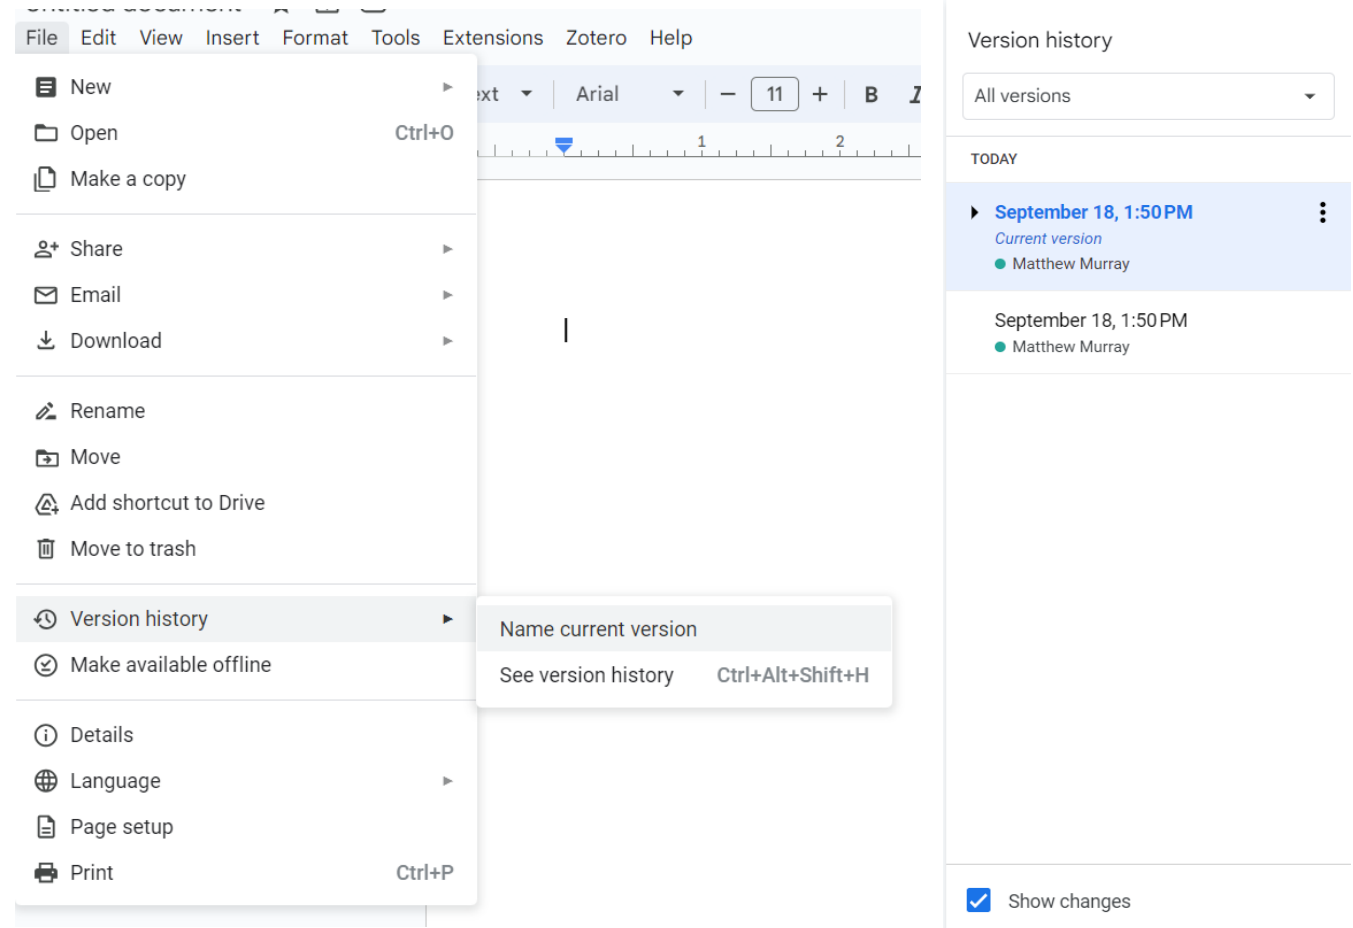 Untitled document
File Edit View Insert Format Tools Extensions Zotero Help
New
Open Ctrl+O
Make a copy
Share
Email
Download
Rename
Move
Add shortcut to Drive
Move to trash
Version history
Make available offline
Details
Language
Page setup
Print Ctrl+P
Name current version
See version history Ctrl+Alt+Shift+H
ext Arial − 11 + B I
1 2
Version history
All versions
TODAY
September 18, 1:50 PM
Current version
Matthew Murray
September 18, 1:50 PM
Matthew Murray
Show changes